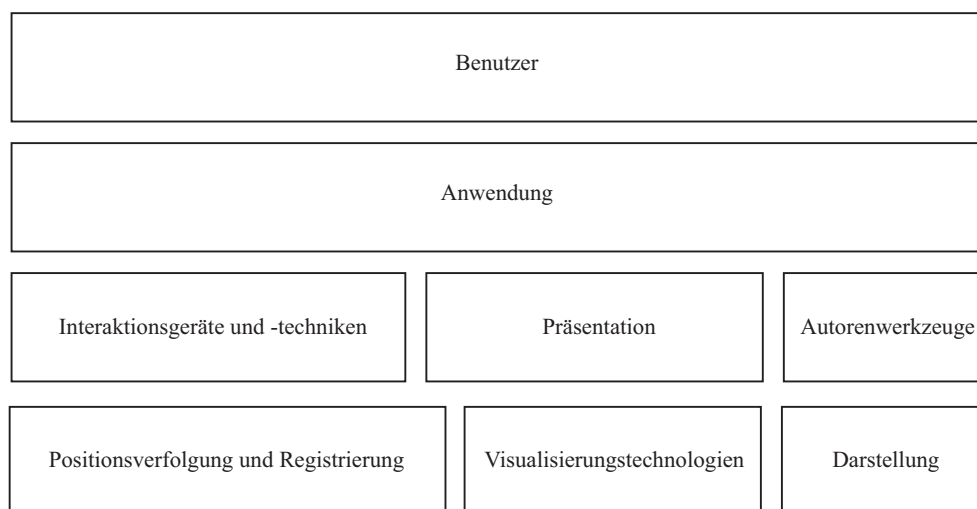 Benutzer
Anwendung
Interaktionsgeräte und -techniken
Präsentation
Autorenwerkzeuge
Positionsverfolgung und Registrierung
Visualisierungstechnologien
Darstellung